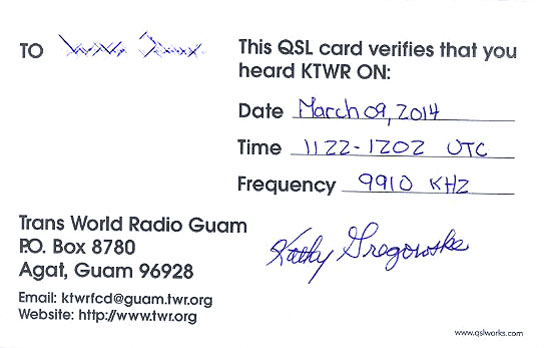 TO
This QSL card verifies that you
heard KTWR ON:
Date March 09, 2014
Time 1122-1202 UTC
Frequency 9910 KHZ
Trans World Radio Guam
P.O. Box 8780
Agat, Guam 96928
Email: ktwrfcd@guam.twr.org
Website: http://www.twr.org
Kathy Gregowske
www.qslworks.com